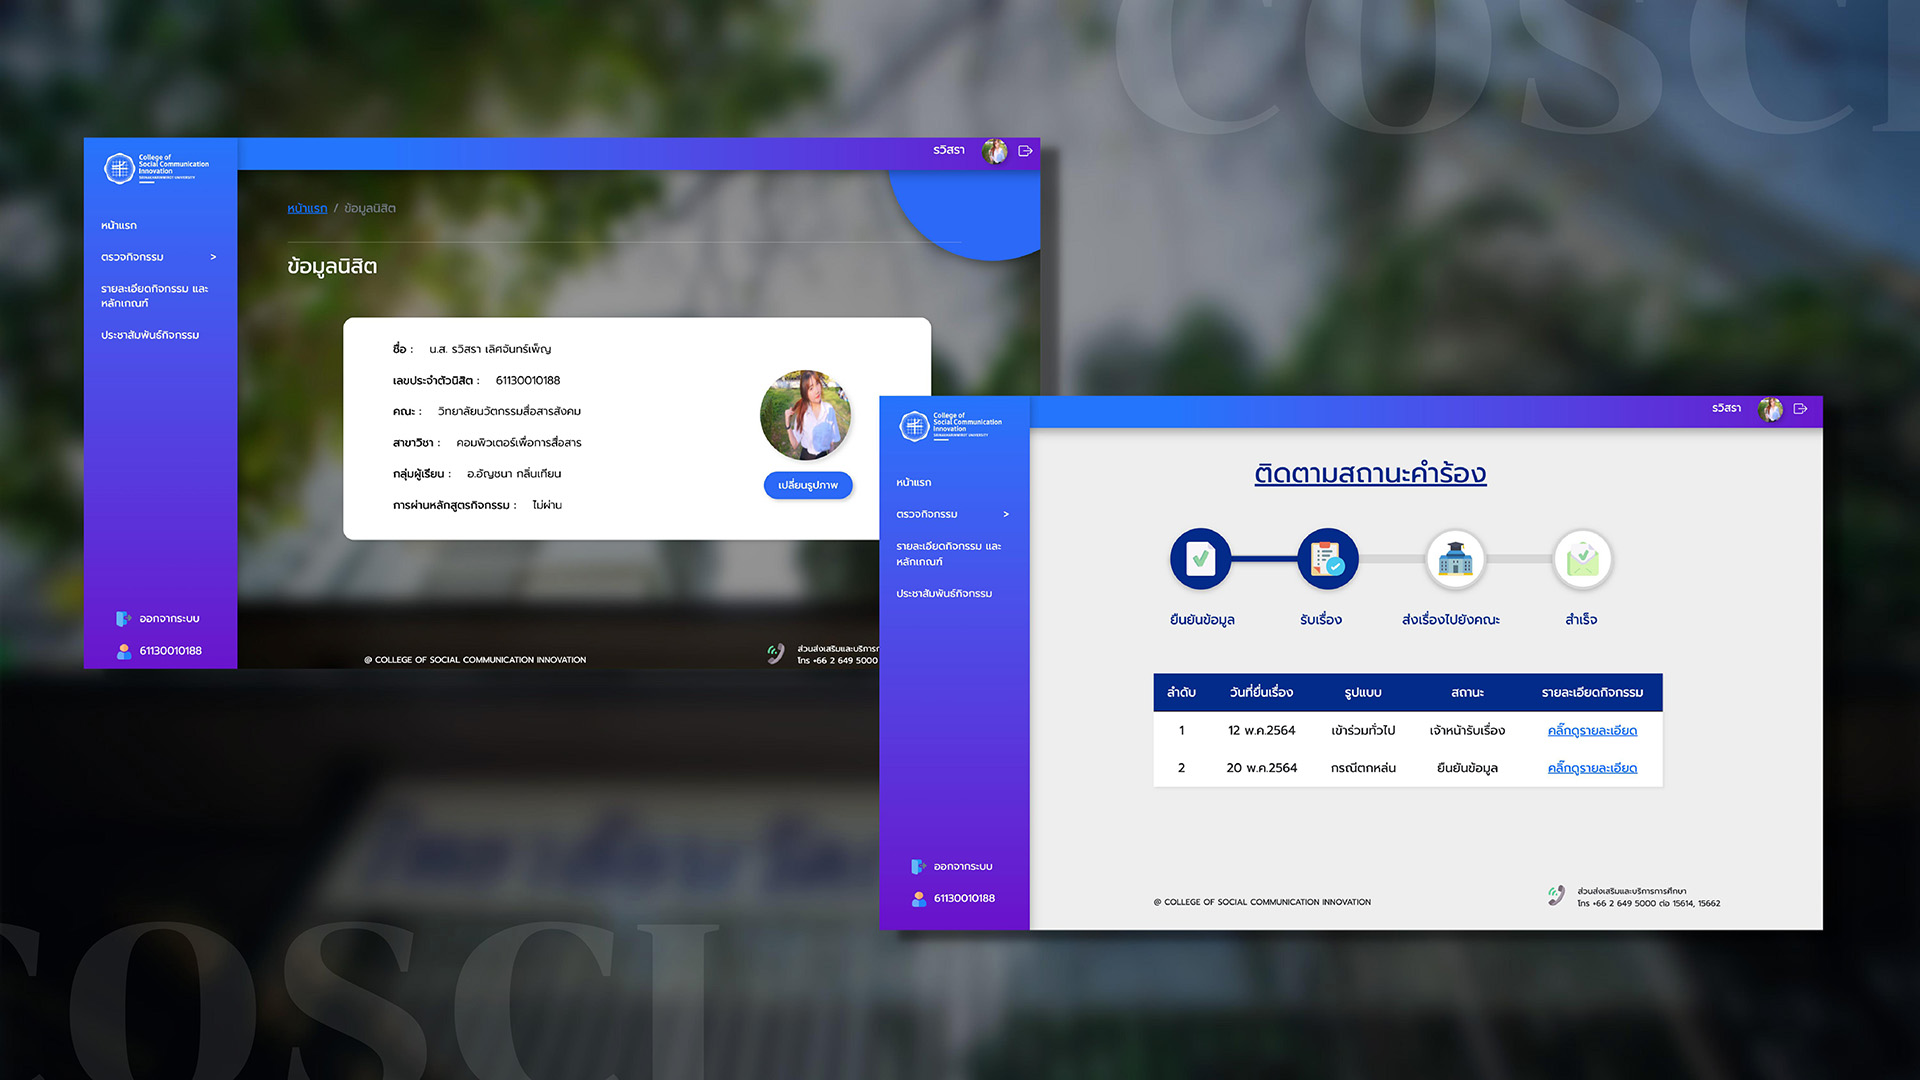 COSCI
College of
Social Communication
Innovation
SRINAKHARINWIROT UNIVERSITY
รวิสรา
หน้าแรก
ตรวจกิจกรรม >
รายละเอียดกิจกรรม และ
หลักเกณฑ์
ประชาสัมพันธ์กิจกรรม
ออกจากระบบ
61130010188
หน้าแรก / ข้อมูลนิสิต
ข้อมูลนิสิต
ชื่อ : น.ส. รวิสรา เลิศจันทร์เพ็ญ
เลขประจำตัวนิสิต : 61130010188
คณะ : วิทยาลัยนวัตกรรมสื่อสารสังคม
สาขาวิชา : คอมพิวเตอร์เพื่อการสื่อสาร
กลุ่มผู้เรียน : อ.อัญชนา กลิ่นเทียน
การผ่านหลักสูตรกิจกรรม : ไม่ผ่าน
เปลี่ยนรูปภาพ
@ COLLEGE OF SOCIAL COMMUNICATION INNOVATION
ส่วนส่งเสริมและบริการก
โทร +66 2 649 5000
College of
Social Communication
Innovation
SRINAKHARINWIROT UNIVERSITY
รวิสรา
หน้าแรก
ตรวจกิจกรรม >
รายละเอียดกิจกรรม และ
หลักเกณฑ์
ประชาสัมพันธ์กิจกรรม
ออกจากระบบ
61130010188
ติดตามสถานะคำร้อง
ยืนยันข้อมูล รับเรื่อง ส่งเรื่องไปยังคณะ สำเร็จ
ลำดับ วันที่ยื่นเรื่อง รูปแบบ สถานะ รายละเอียดกิจกรรม
1 12 พ.ค.2564 เข้าร่วมทั่วไป เจ้าหน้ารับเรื่อง คลิ๊กดูรายละเอียด
2 20 พ.ค.2564 กรณีตกหล่น ยืนยันข้อมูล คลิ๊กดูรายละเอียด
@ COLLEGE OF SOCIAL COMMUNICATION INNOVATION
ส่วนส่งเสริมและบริการการศึกษา
โทร +66 2 649 5000 ต่อ 15614, 15662
COSCI